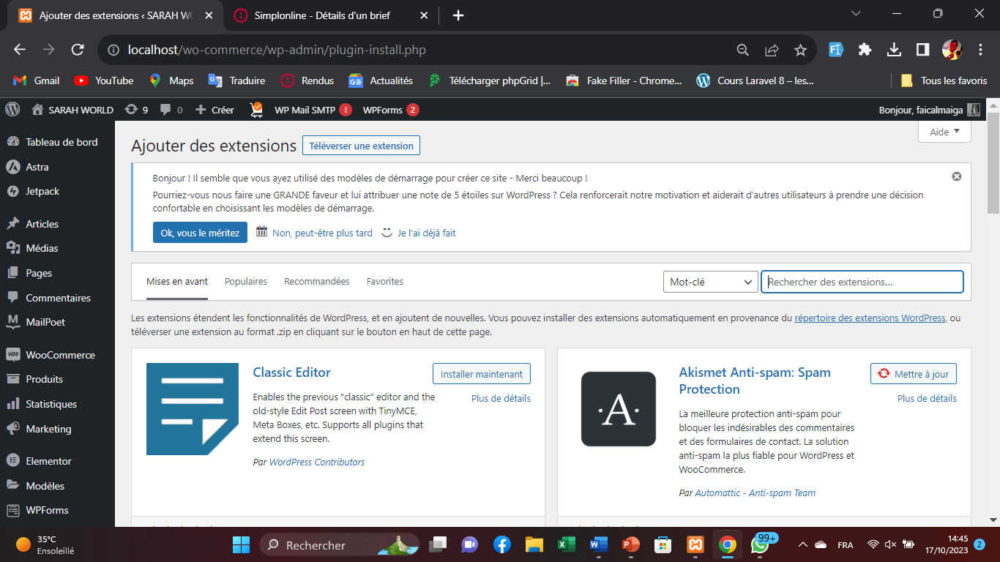 Ajouter des extensions ‹ SARAH WO
Simplonline - Détails d'un brief
localhost/wo-commerce/wp-admin/plugin-install.php
Gmail
YouTube
Maps
Traduire
Rendus
Actualités
Télécharger phpGrid |...
Fake Filler - Chrome...
Cours Laravel 8 – les...
Tous les favoris
SARAH WORLD
9
0
Créer
WP Mail SMTP !
WPForms 2
Bonjour, faicalmaiga
Tableau de bord
Astra
Jetpack
Articles
Médias
Pages
Commentaires
MailPoet
WooCommerce
Produits
Statistiques
Marketing
Elementor
Modèles
WPForms
Aide
Ajouter des extensions
Téléverser une extension
Bonjour ! Il semble que vous ayez utilisé des modèles de démarrage pour créer ce site - Merci beaucoup !
Pourriez-vous nous faire une GRANDE faveur et lui attribuer une note de 5 étoiles sur WordPress ? Cela renforcerait notre motivation et aiderait d’autres utilisateurs à prendre une décision
confortable en choisissant les modèles de démarrage.
Ok, vous le méritez
Non, peut-être plus tard
Je l’ai déjà fait
Mises en avant
Populaires
Recommandées
Favorites
Mot-clé
Rechercher des extensions...
Les extensions étendent les fonctionnalités de WordPress, et en ajoutent de nouvelles. Vous pouvez installer des extensions automatiquement en provenance du répertoire des extensions WordPress, ou
téléverser une extension au format .zip en cliquant sur le bouton en haut de cette page.
Classic Editor
Installer maintenant
Plus de détails
Enables the previous "classic" editor and the
old-style Edit Post screen with TinyMCE,
Meta Boxes, etc. Supports all plugins that
extend this screen.
Par WordPress Contributors
·A·
Akismet Anti-spam: Spam
Protection
Mettre à jour
Plus de détails
La meilleure protection anti-spam pour
bloquer les indésirables des commentaires
et des formulaires de contact. La solution
anti-spam la plus fiable pour WordPress et
WooCommerce.
Par Automattic - Anti-spam Team
35°C
Ensoleillé
Rechercher
99+
FRA
14:45
17/10/2023
2